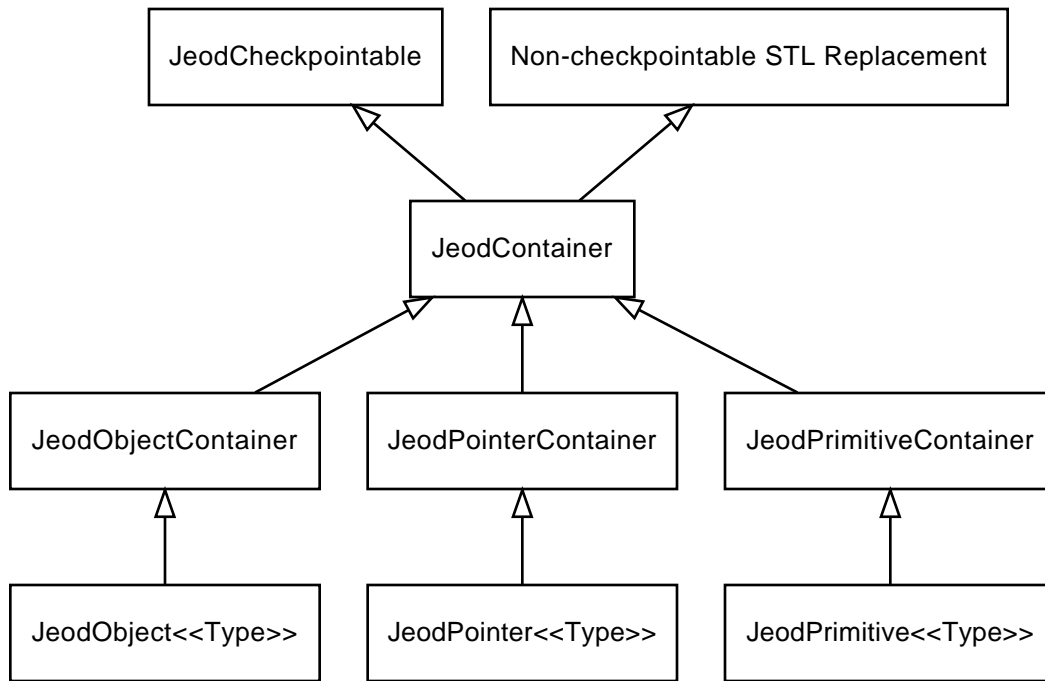 JeodCheckpointable
Non-checkpointable STL Replacement
JeodContainer
JeodObjectContainer
JeodPointerContainer
JeodPrimitiveContainer
JeodObject<<Type>>
JeodPointer<<Type>>
JeodPrimitive<<Type>>